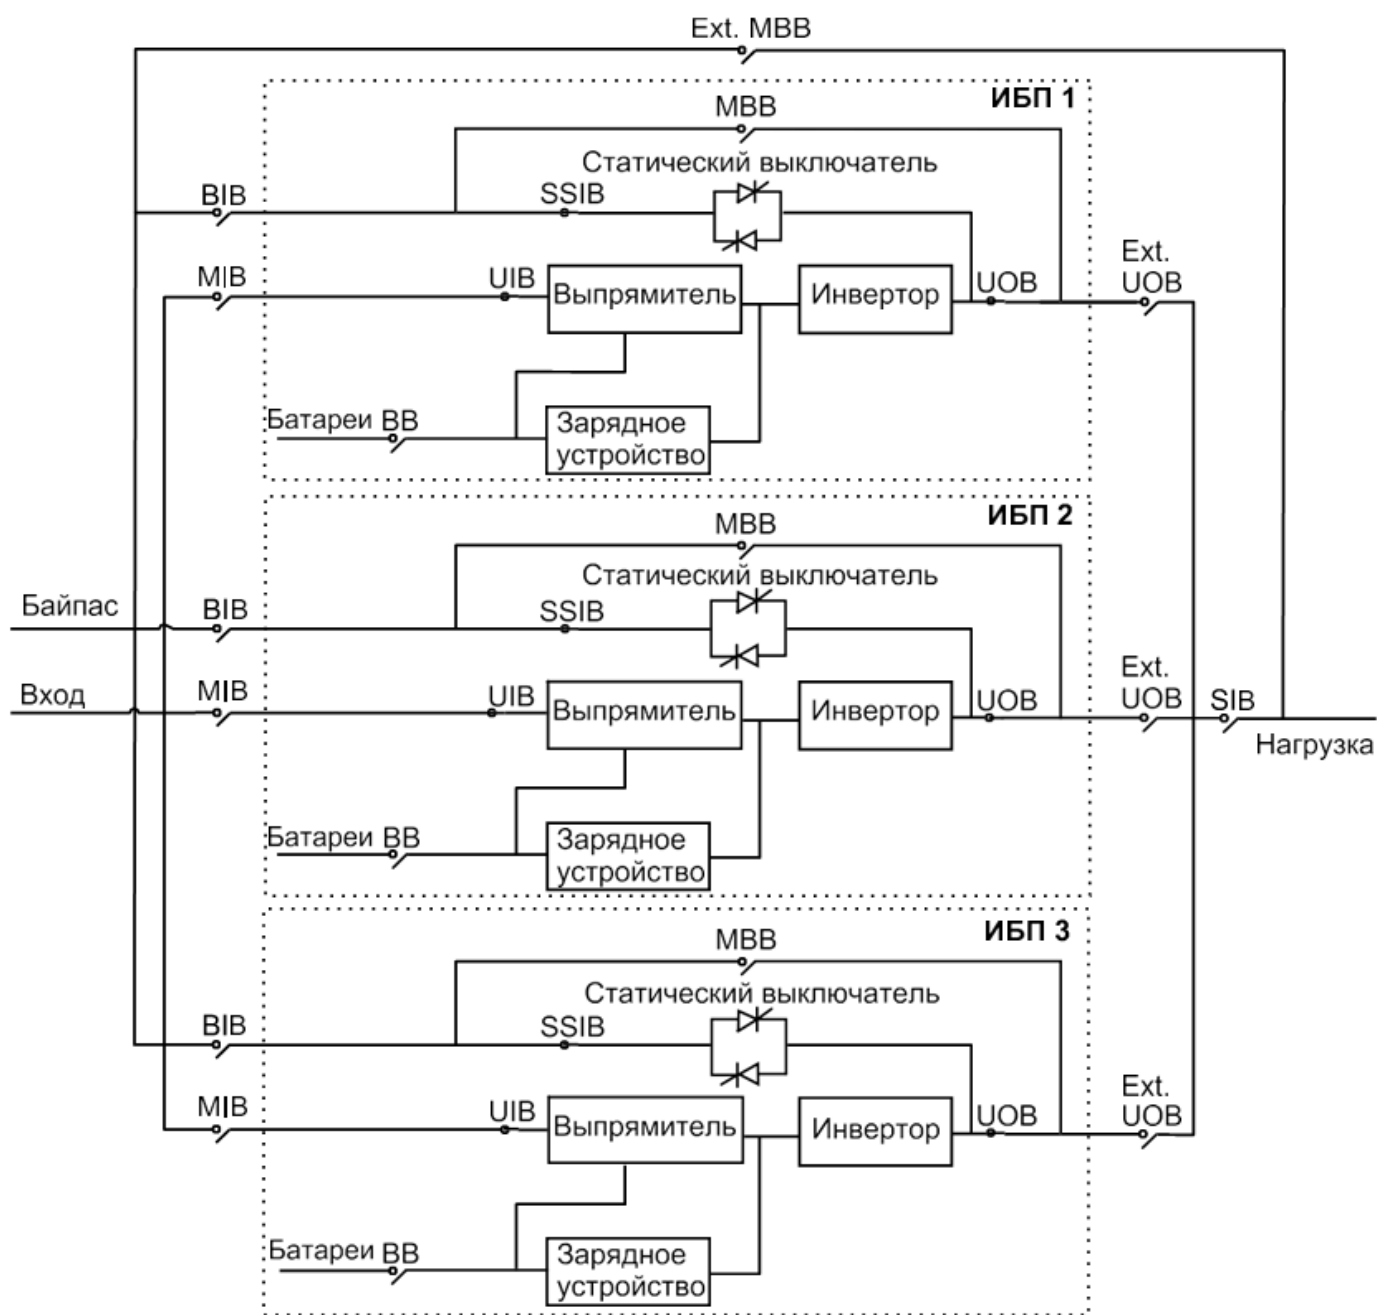 Ext. MBB
ИБП 1
MBB
Статический выключатель
BIB
SSIB
Ext.
MIB
UIB
Выпрямитель
Инвертор
UOB
UOB
Батареи BB
Зарядное
устройство
ИБП 2
MBB
Статический выключатель
Байпас
BIB
SSIB
Ext.
Вход
MIB
UIB
Выпрямитель
Инвертор
UOB
UOB
SIB
Нагрузка
Батареи BB
Зарядное
устройство
ИБП 3
MBB
Статический выключатель
BIB
SSIB
Ext.
MIB
UIB
Выпрямитель
Инвертор
UOB
UOB
Батареи BB
Зарядное
устройство